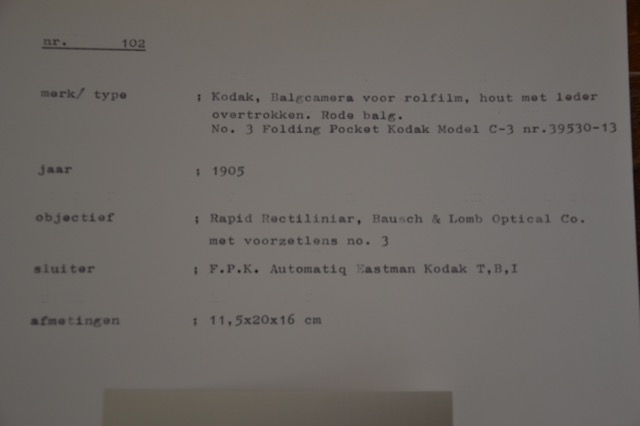 nr. 102
merk/ type : Kodak, Balgcamera voor rolfilm, hout met leder
overtrokken. Rode balg.
No. 3 Folding Pocket Kodak Model C-3 nr.39530-13
jaar : 1905
objectief : Rapid Rectiliniar, Bausch & Lomb Optical Co.
met voorzetlens no. 3
sluiter : F.P.K. Automatiq Eastman Kodak T,B,I
afmetingen : 11,5x20x16 cm